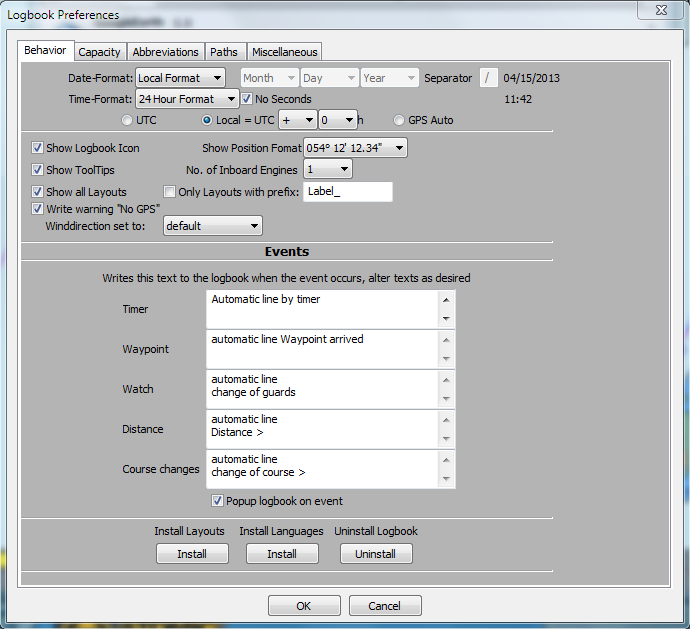 Logbook Preferences
Behavior Capacity Abbreviations Paths Miscellaneous
Date-Format: Local Format Month Day Year Separator / 04/15/2013
Time-Format: 24 Hour Format No Seconds 11:42
UTC Local = UTC + 0 h GPS Auto
Show Logbook Icon Show Position Fomat 054° 12' 12.34"
Show ToolTips No. of Inboard Engines 1
Show all Layouts Only Layouts with prefix: Label_
Write warning "No GPS"
Winddirection set to: default
Events
Writes this text to the logbook when the event occurs, alter texts as desired
Timer Automatic line by timer
Waypoint automatic line Waypoint arrived
Watch automatic line
change of guards
Distance automatic line
Distance >
Course changes automatic line
change of course >
Popup logbook on event
Install Layouts Install Languages Uninstall Logbook
Install Install Uninstall
OK Cancel